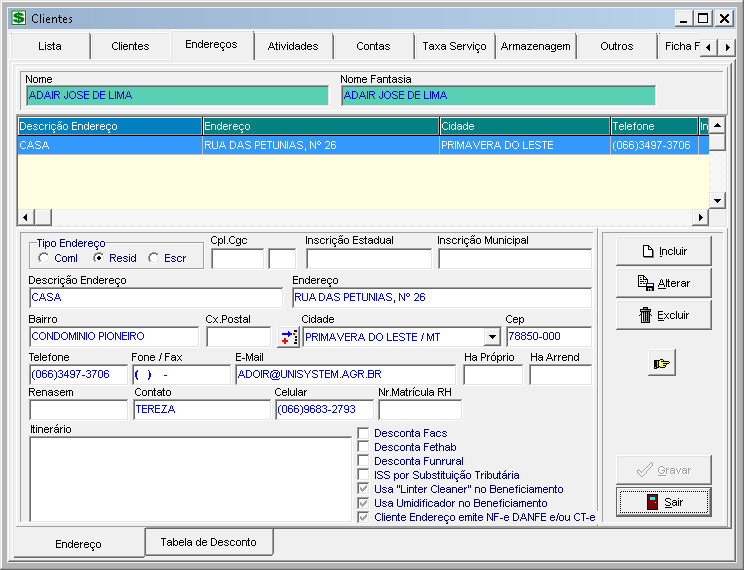 Clientes
Lista Clientes Endereços Atividades Contas Taxa Serviço Armazenagem Outros Ficha F
Nome Nome Fantasia
ADAIR JOSE DE LIMA ADAIR JOSE DE LIMA
Descrição Endereço Endereço Cidade Telefone In
CASA RUA DAS PETUNIAS, Nº 26 PRIMAVERA DO LESTE (066)3497-3706
Tipo Endereço Cpl.Cgc Inscrição Estadual Inscrição Municipal
Coml Resid Escr
Descrição Endereço Endereço
CASA RUA DAS PETUNIAS, Nº 26
Bairro Cx.Postal Cidade Cep
CONDOMINIO PIONEIRO PRIMAVERA DO LESTE / MT 78850-000
Telefone Fone / Fax E-Mail Ha Próprio Ha Arrend
(066)3497-3706 ( ) - ADOIR@UNISYSTEM.AGR.BR
Renasem Contato Celular Nr.Matrícula RH
TEREZA (066)9683-2793
Itinerário
Desconta Facs
Desconta Fethab
Desconta Funrural
ISS por Substituição Tributária
Usa "Linter Cleaner" no Beneficiamento
Usa Umidificador no Beneficiamento
Cliente Endereço emite NF-e DANFE e/ou CT-e
Incluir
Alterar
Excluir
Gravar
Sair
Endereço Tabela de Desconto